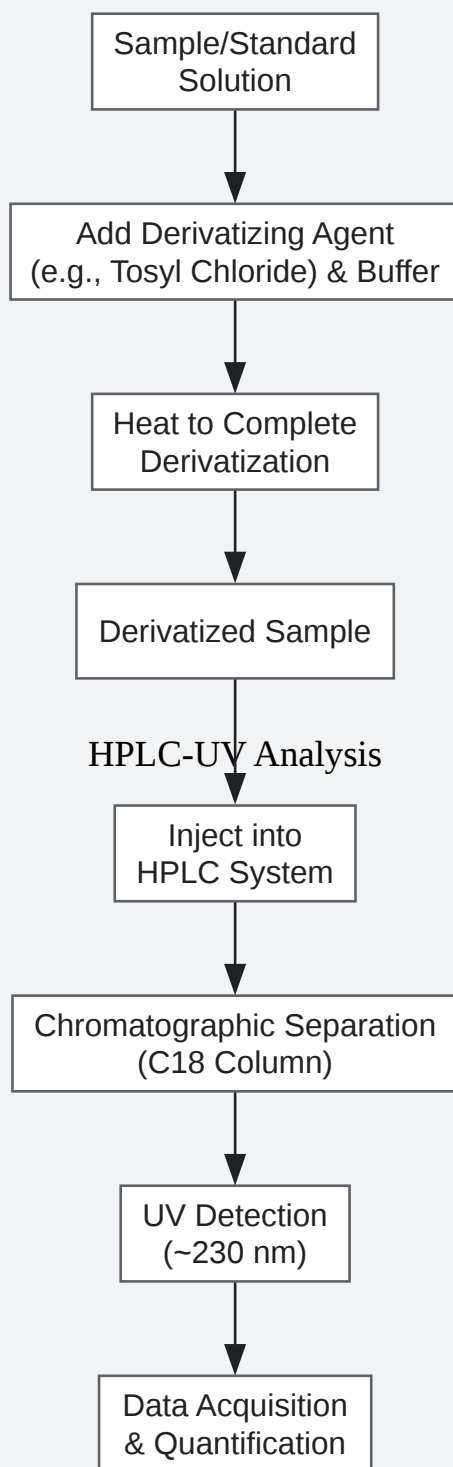 Sample/Standard
Solution
Add Derivatizing Agent
(e.g., Tosyl Chloride) & Buffer
Heat to Complete
Derivatization
Derivatized Sample
HPLC-UV Analysis
Inject into
HPLC System
Chromatographic Separation
(C18 Column)
UV Detection
(~230 nm)
Data Acquisition
& Quantification